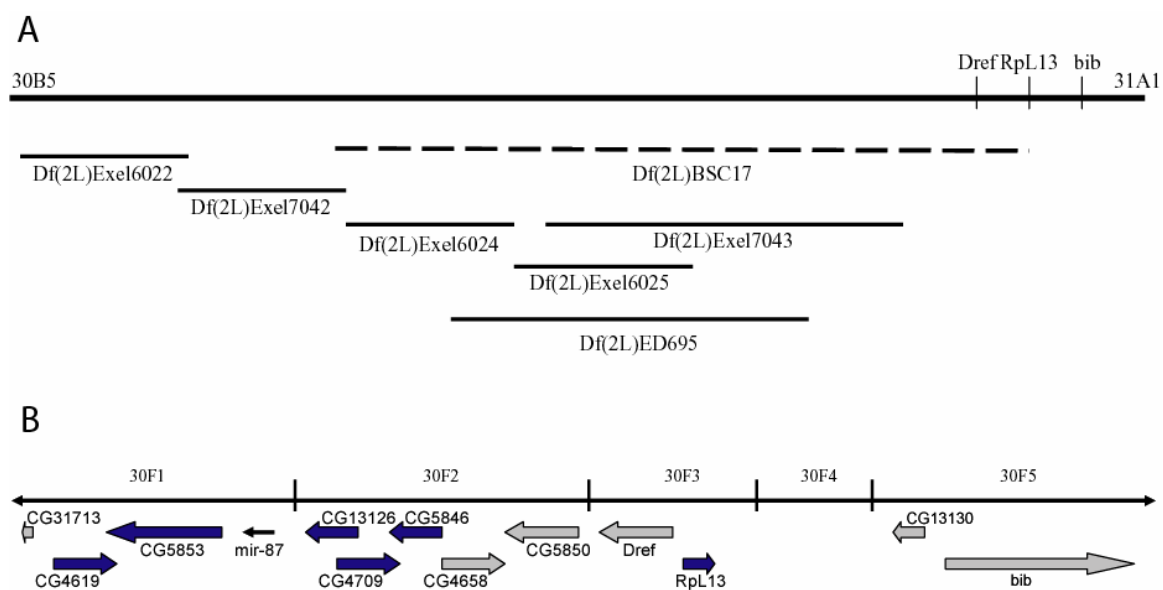 A
Dref RpL13 bib
30B5 31A1
Df(2L)Exel6022 Df(2L)BSC17
Df(2L)Exel7042
Df(2L)Exel6024 Df(2L)Exel7043
Df(2L)Exel6025
Df(2L)ED695
B
30F1 30F2 30F3 30F4 30F5
CG31713 CG13126 CG5846 CG13130
CG5853 mir-87 CG5850 Dref
CG4619 CG4709 CG4658 RpL13 bib